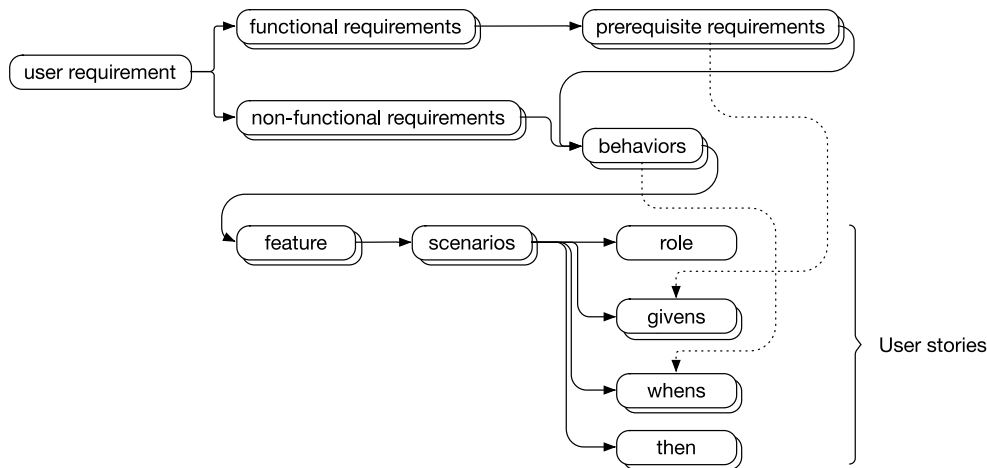 functional requirements
prerequisite requirements
user requirement
non-functional requirements
behaviors
feature
scenarios
role
givens
User stories
whens
then